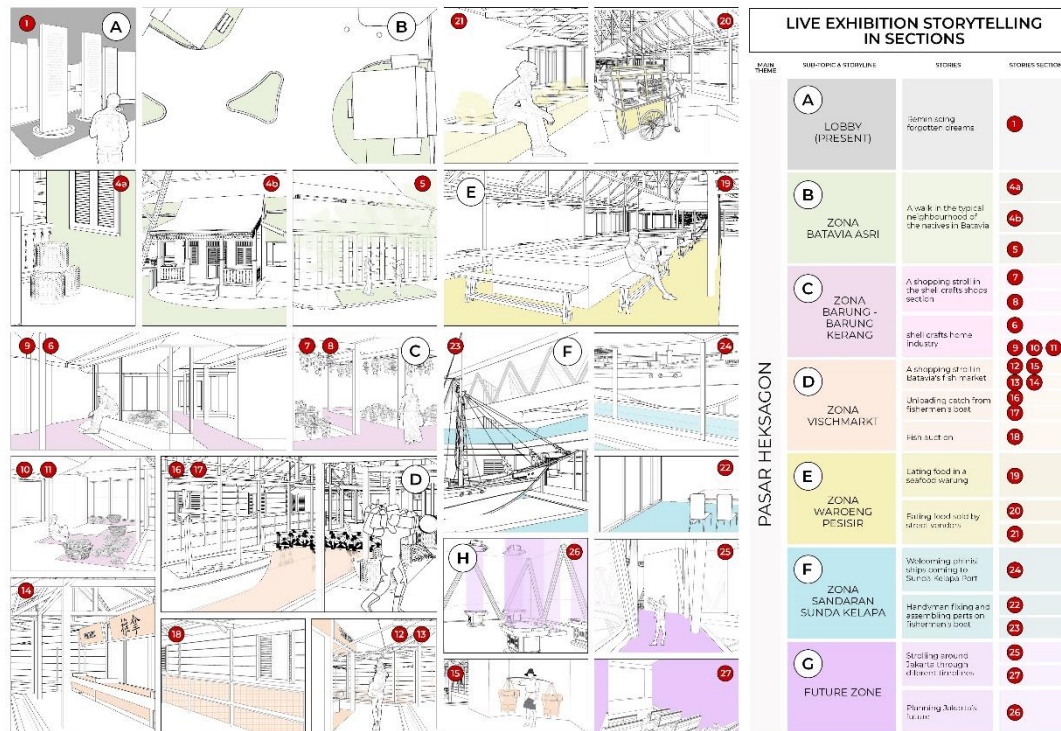 1
A
B
21
20
4a
4b
5
E
19
9 6
7 8
C
23
F
24
10 11
16 17
D
22
H
26
25
14
18
12 13
15
27
LIVE EXHIBITION STORYTELLING
IN SECTIONS
MAIN
THEME
SUB-TOPIC & STORYLINE
STORIES
STORIES SECTION
PASAR HEKSAGON
A
LOBBY
(PRESENT)
Reminiscing
forgotten dreams
1
B
ZONA
BATAVIA ASRI
A walk in the typical
neighbourhood of
the natives in Batavia
4a
4b
5
C
ZONA
BARUNG -
BARUNG
KERANG
A shopping stroll in
the shell crafts shops
section
7
8
shell crafts home
industry
6
9 10 11
D
ZONA
VISCHMARKT
A shopping stroll in
Batavia's fish market
12 15
13 14
Unloading catch from
fishermen's boat
16
17
Fish auction
18
E
ZONA
WAROENG
PESISIR
Eating food in a
seafood warung
19
Eating food sold by
street vendors
20
21
F
ZONA
SANDARAN
SUNDA KELAPA
Welcoming phinisi
ships coming to
Sunda Kelapa Port
24
Handyman fixing and
assembling parts on
fishermen's boat
22
23
G
FUTURE ZONE
Strolling around
Jakarta through
diferent timelines
25
27
Planning Jakarta's
future
26